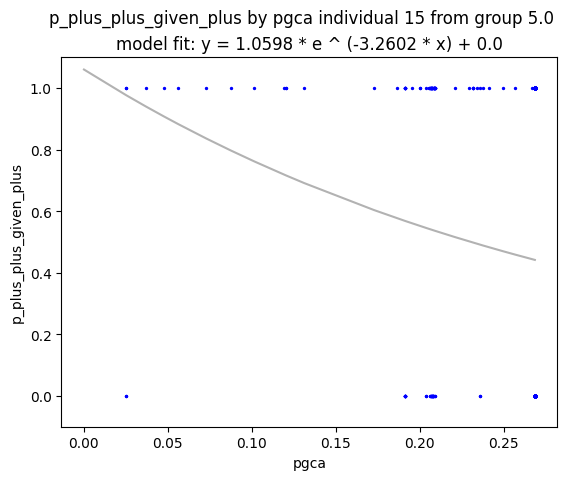 p_plus_plus_given_plus by pgca individual 15 from group 5.0
model fit: y = 1.0598 * e ^ (-3.2602 * x) + 0.0
1.0
0.8
0.6
0.4
0.2
0.0
p_plus_plus_given_plus
0.00 0.05 0.10 0.15 0.20 0.25
pgca